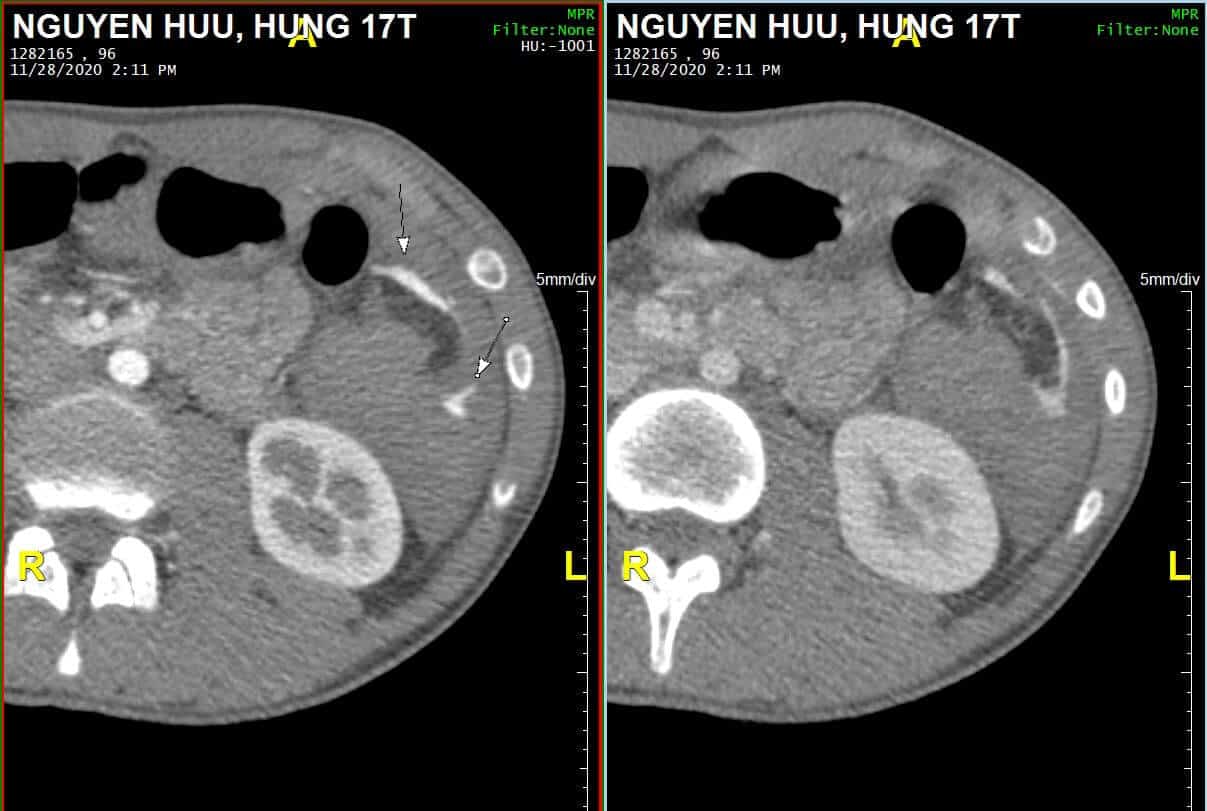 NGUYEN HUU, HUNG 17T
A
MPR
Filter:None
HU:-1001
1282165 , 96
11/28/2020 2:11 PM
5mm/div
R
L
NGUYEN HUU, HUNG 17T
A
MPR
Filter:None
1282165 , 96
11/28/2020 2:11 PM
5mm/div
R
L